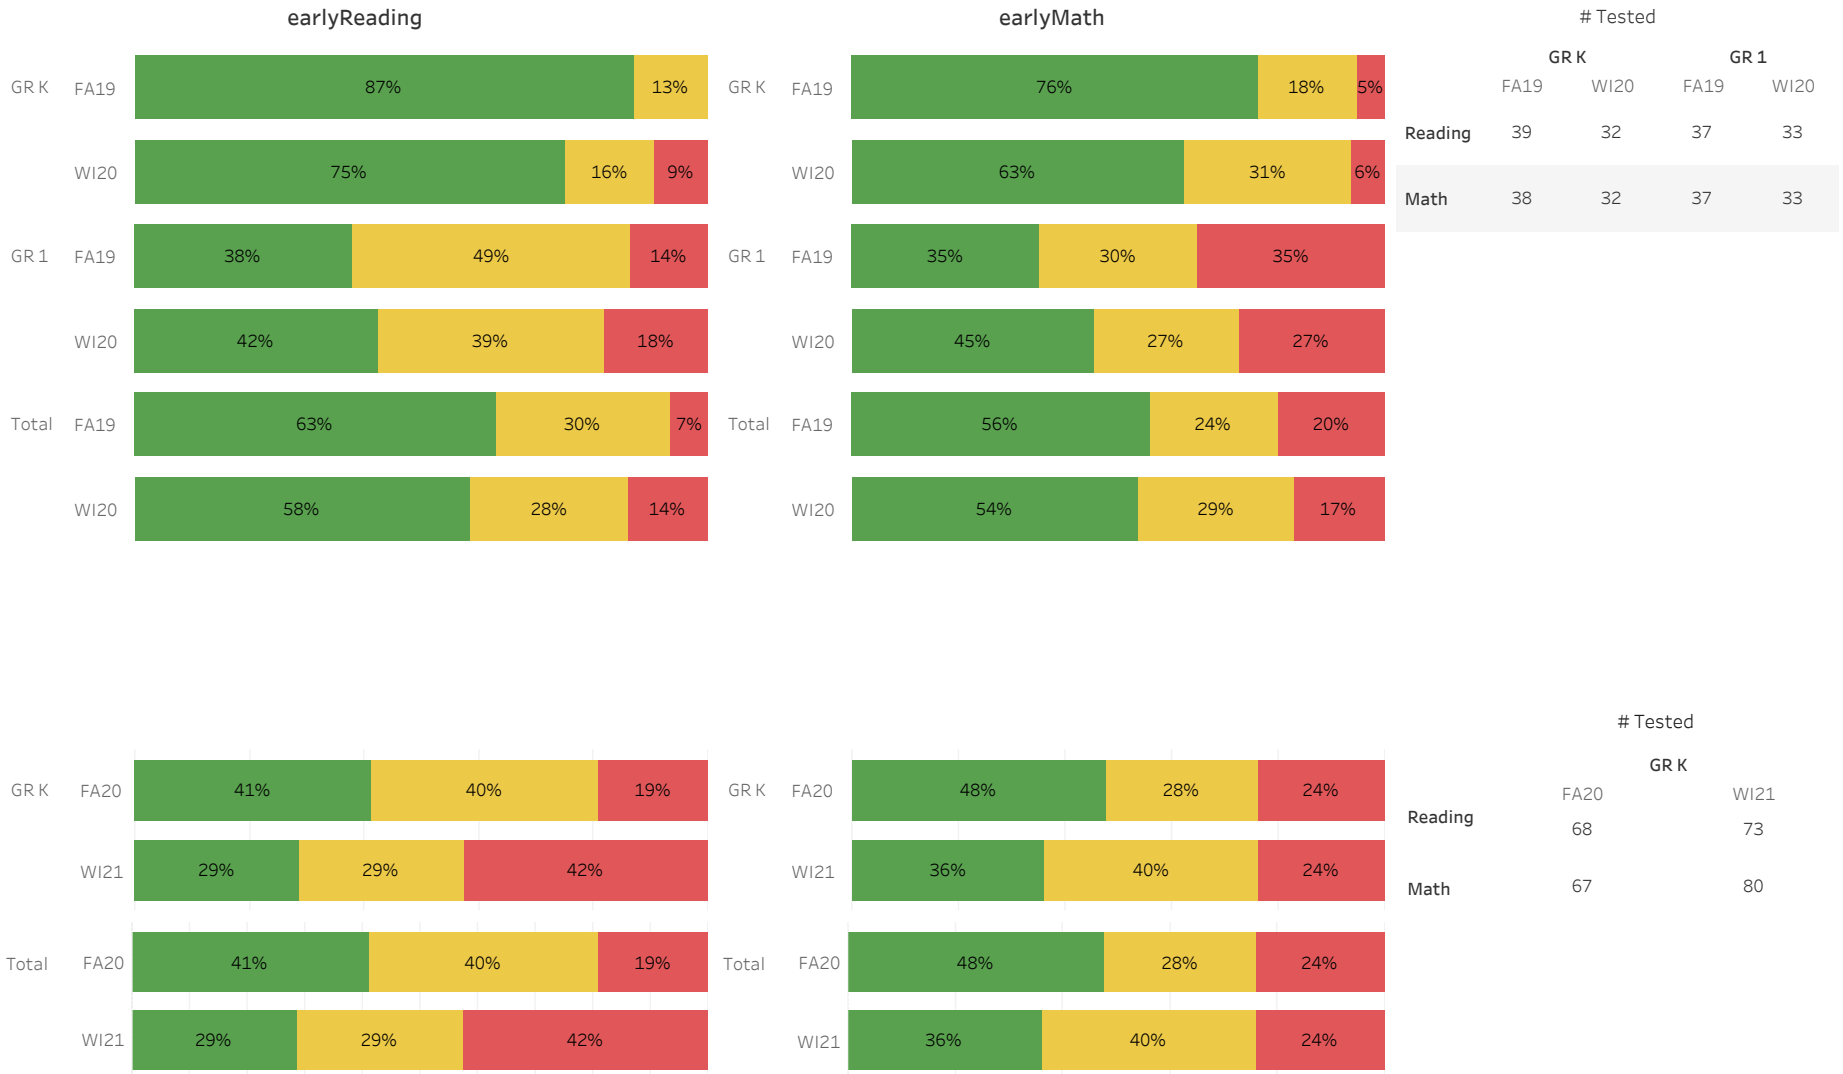 earlyReading earlyMath # Tested
GR K GR 1
GR K FA19 87% 13% GR K FA19 76% 18% 5% FA19 WI20 FA19 WI20
Reading 39 32 37 33
WI20 75% 16% 9% WI20 63% 31% 6%
Math 38 32 37 33
GR 1 FA19 38% 49% 14% GR 1 FA19 35% 30% 35%
WI20 42% 39% 18% WI20 45% 27% 27%
Total FA19 63% 30% 7% Total FA19 56% 24% 20%
WI20 58% 28% 14% WI20 54% 29% 17%
# Tested
GR K
GR K FA20 41% 40% 19% GR K FA20 48% 28% 24% FA20 WI21
Reading 68 73
WI21 29% 29% 42% WI21 36% 40% 24%
Math 67 80
Total FA20 41% 40% 19% Total FA20 48% 28% 24%
WI21 29% 29% 42% WI21 36% 40% 24%